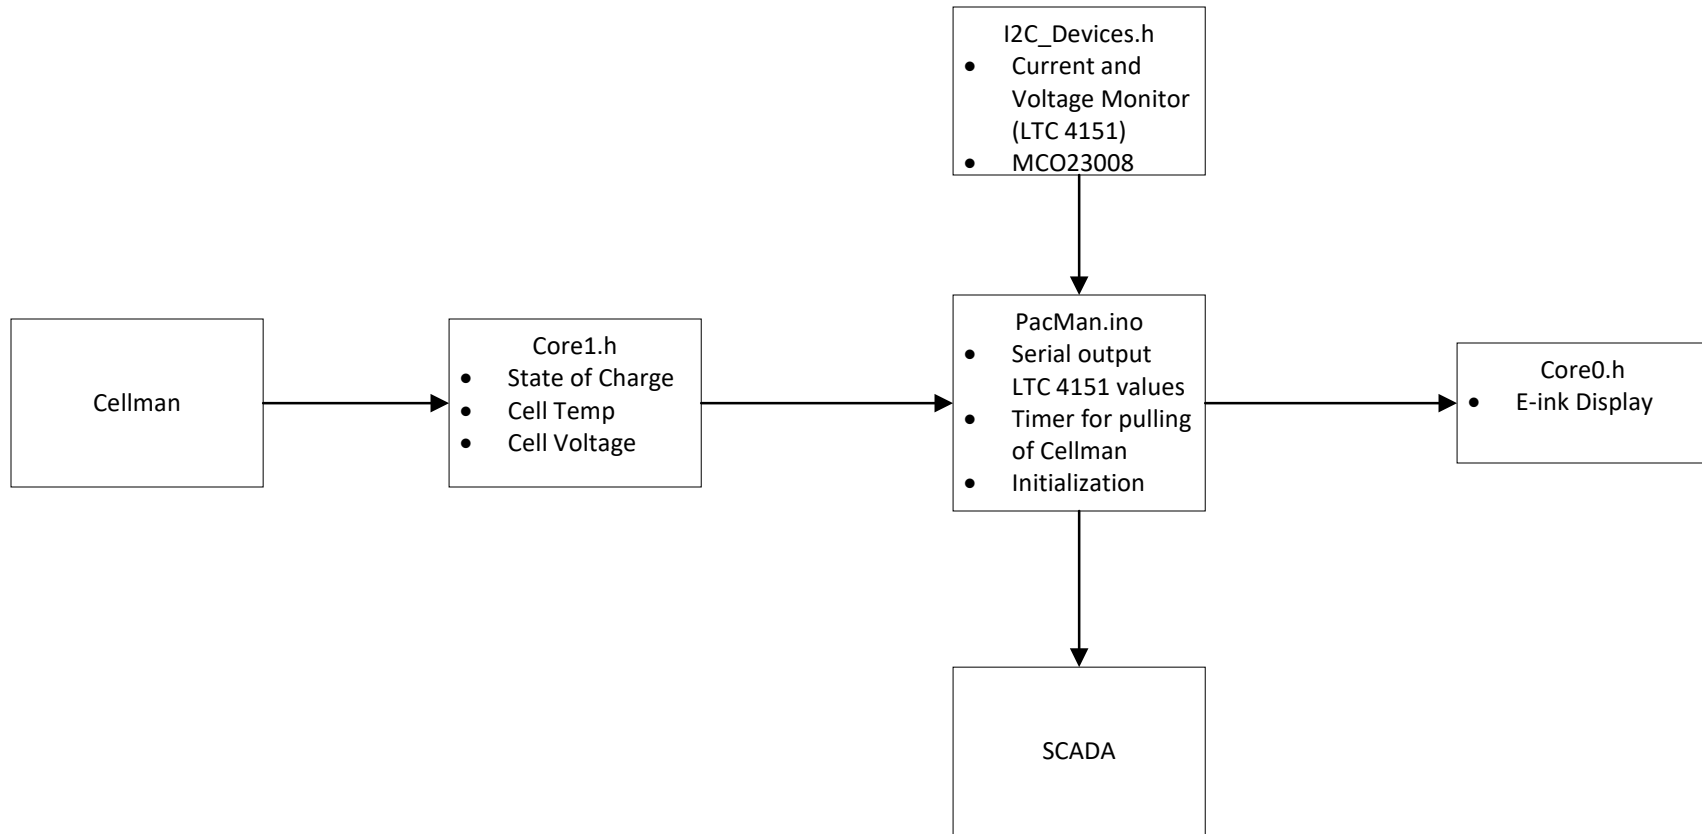 I2C_Devices.h
• Current and
Voltage Monitor
(LTC 4151)
• MCO23008
Cellman
Core1.h
• State of Charge
• Cell Temp
• Cell Voltage
PacMan.ino
• Serial output
LTC 4151 values
• Timer for pulling
of Cellman
• Initialization
Core0.h
• E-ink Display
SCADA